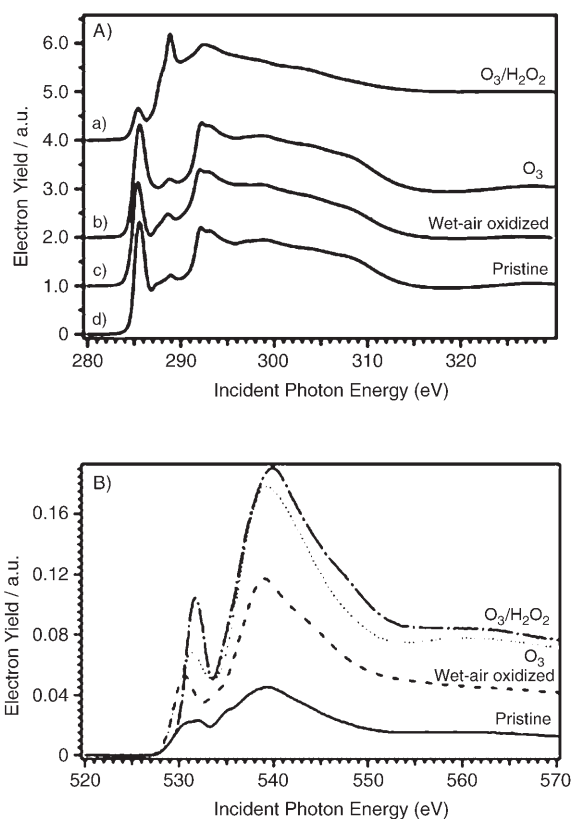 A)
6.0
O3/H2O2
5.0
a)
4.0
O3
3.0
b)
Wet-air oxidized
2.0
c)
Pristine
1.0
d)
0
Electron Yield / a.u.
280 290 300 310 320
Incident Photon Energy (eV)
B)
0.16
0.12
O3/H2O2
0.08
O3
Wet-air oxidized
0.04
Pristine
0
Electron Yield / a.u.
520 530 540 550 560 570
Incident Photon Energy (eV)